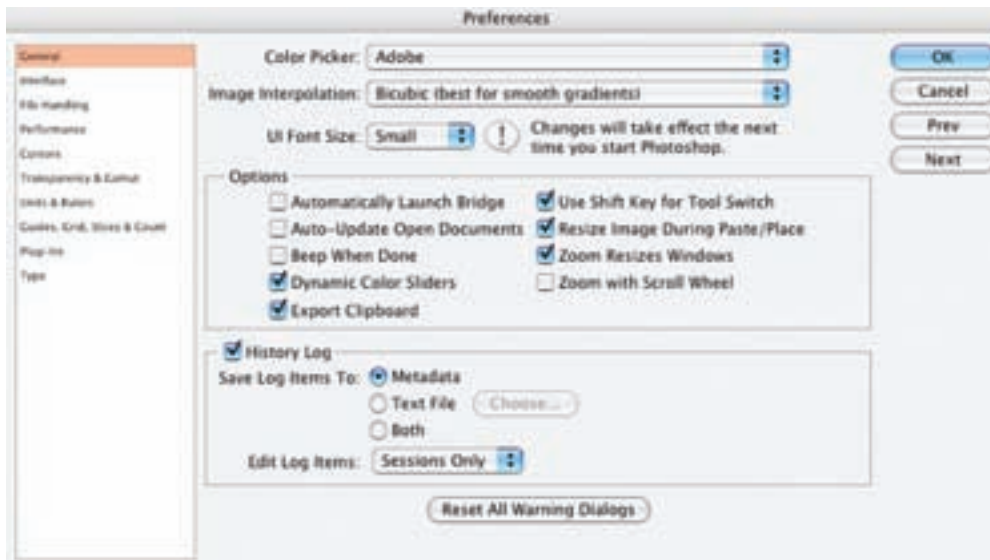 Preferences
General
Interface
File Handling
Performance
Cursors
Transparency & Gamut
Units & Rulers
Guides, Grid, Slices & Count
Plug-Ins
Type
Color Picker: Adobe
Image Interpolation: Bicubic (best for smooth gradients)
UI Font Size: Small
Changes will take effect the next
time you start Photoshop.
Options
Automatically Launch Bridge
Auto-Update Open Documents
Beep When Done
Dynamic Color Sliders
Export Clipboard
Use Shift Key for Tool Switch
Resize Image During Paste/Place
Zoom Resizes Windows
Zoom with Scroll Wheel
History Log
Save Log Items To: Metadata
Text File Choose...
Both
Edit Log Items: Sessions Only
Reset All Warning Dialogs
OK
Cancel
Prev
Next